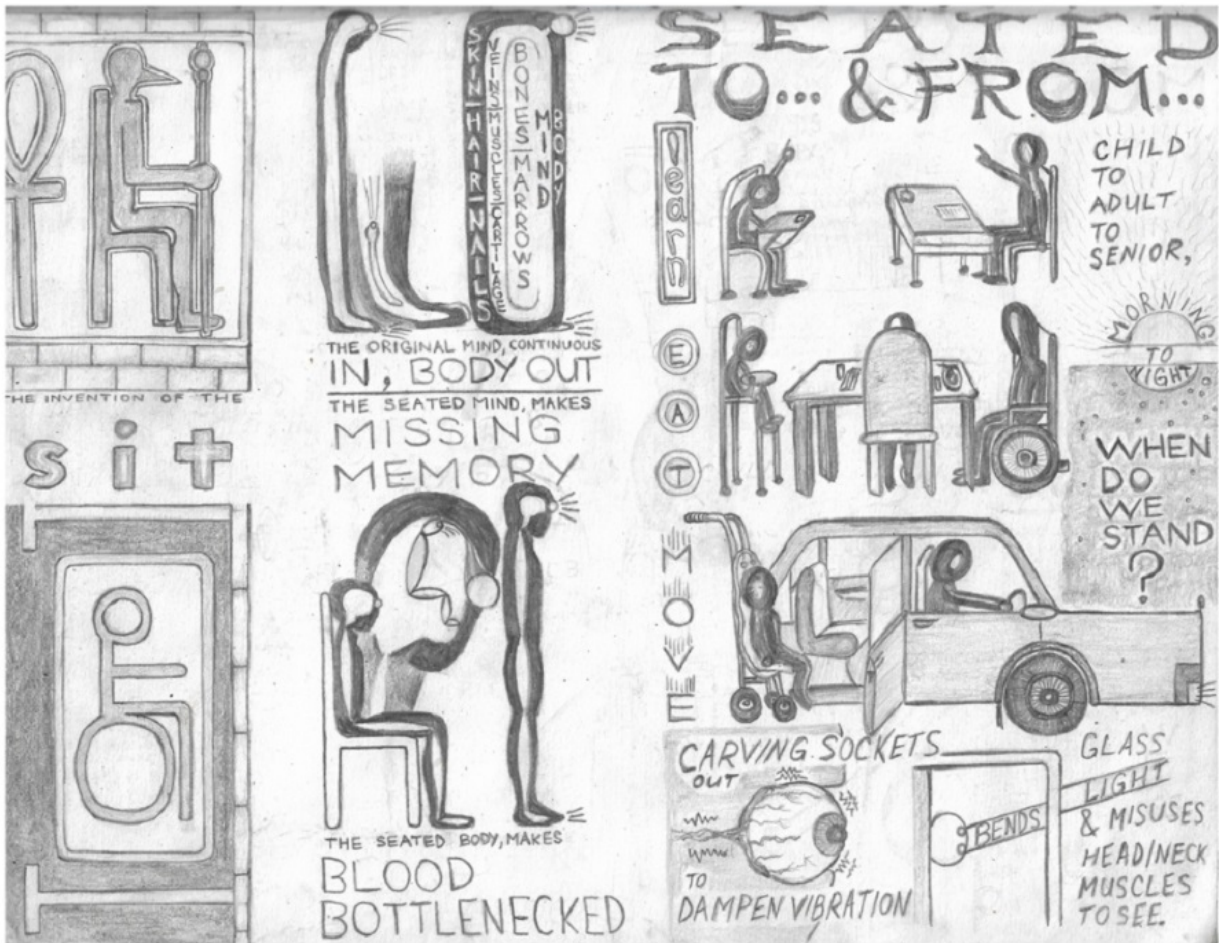 THE INVENTION OF THE
sit
SKIN-HAIR-NAILS
VEINS|MUSCLES|CARTILAGE
BONES|MARROWS
MIND
BODY
THE ORIGINAL MIND, CONTINUOUS
IN, BODY OUT
THE SEATED MIND, MAKES
MISSING
MEMORY
THE SEATED BODY, MAKES
BLOOD
BOTTLENECKED
SEATED
TO... & FROM...
learn
CHILD
TO
ADULT
TO
SENIOR,
MORNING
TO
NIGHT
EAT
WHEN
DO
WE
STAND
?
MOVE
CARVING SOCKETS
OUT
TO
DAMPEN VIBRATION
GLASS
BENDS LIGHT
& MISUSES
HEAD/NECK
MUSCLES
TO SEE.